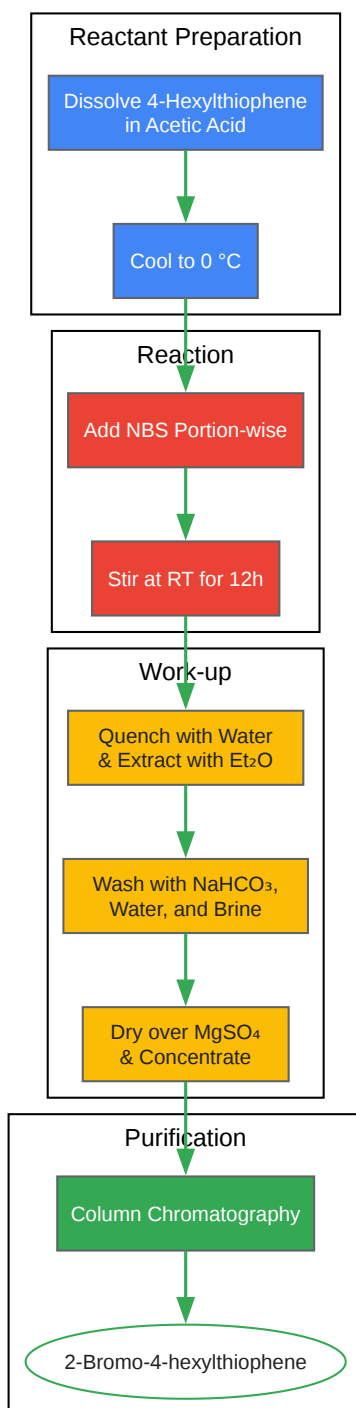 Reactant Preparation
Dissolve 4-Hexylthiophene
in Acetic Acid
Cool to 0 °C
Reaction
Add NBS Portion-wise
Stir at RT for 12h
Work-up
Quench with Water
& Extract with Et₂O
Wash with NaHCO₃,
Water, and Brine
Dry over MgSO₄
& Concentrate
Purification
Column Chromatography
2-Bromo-4-hexylthiophene